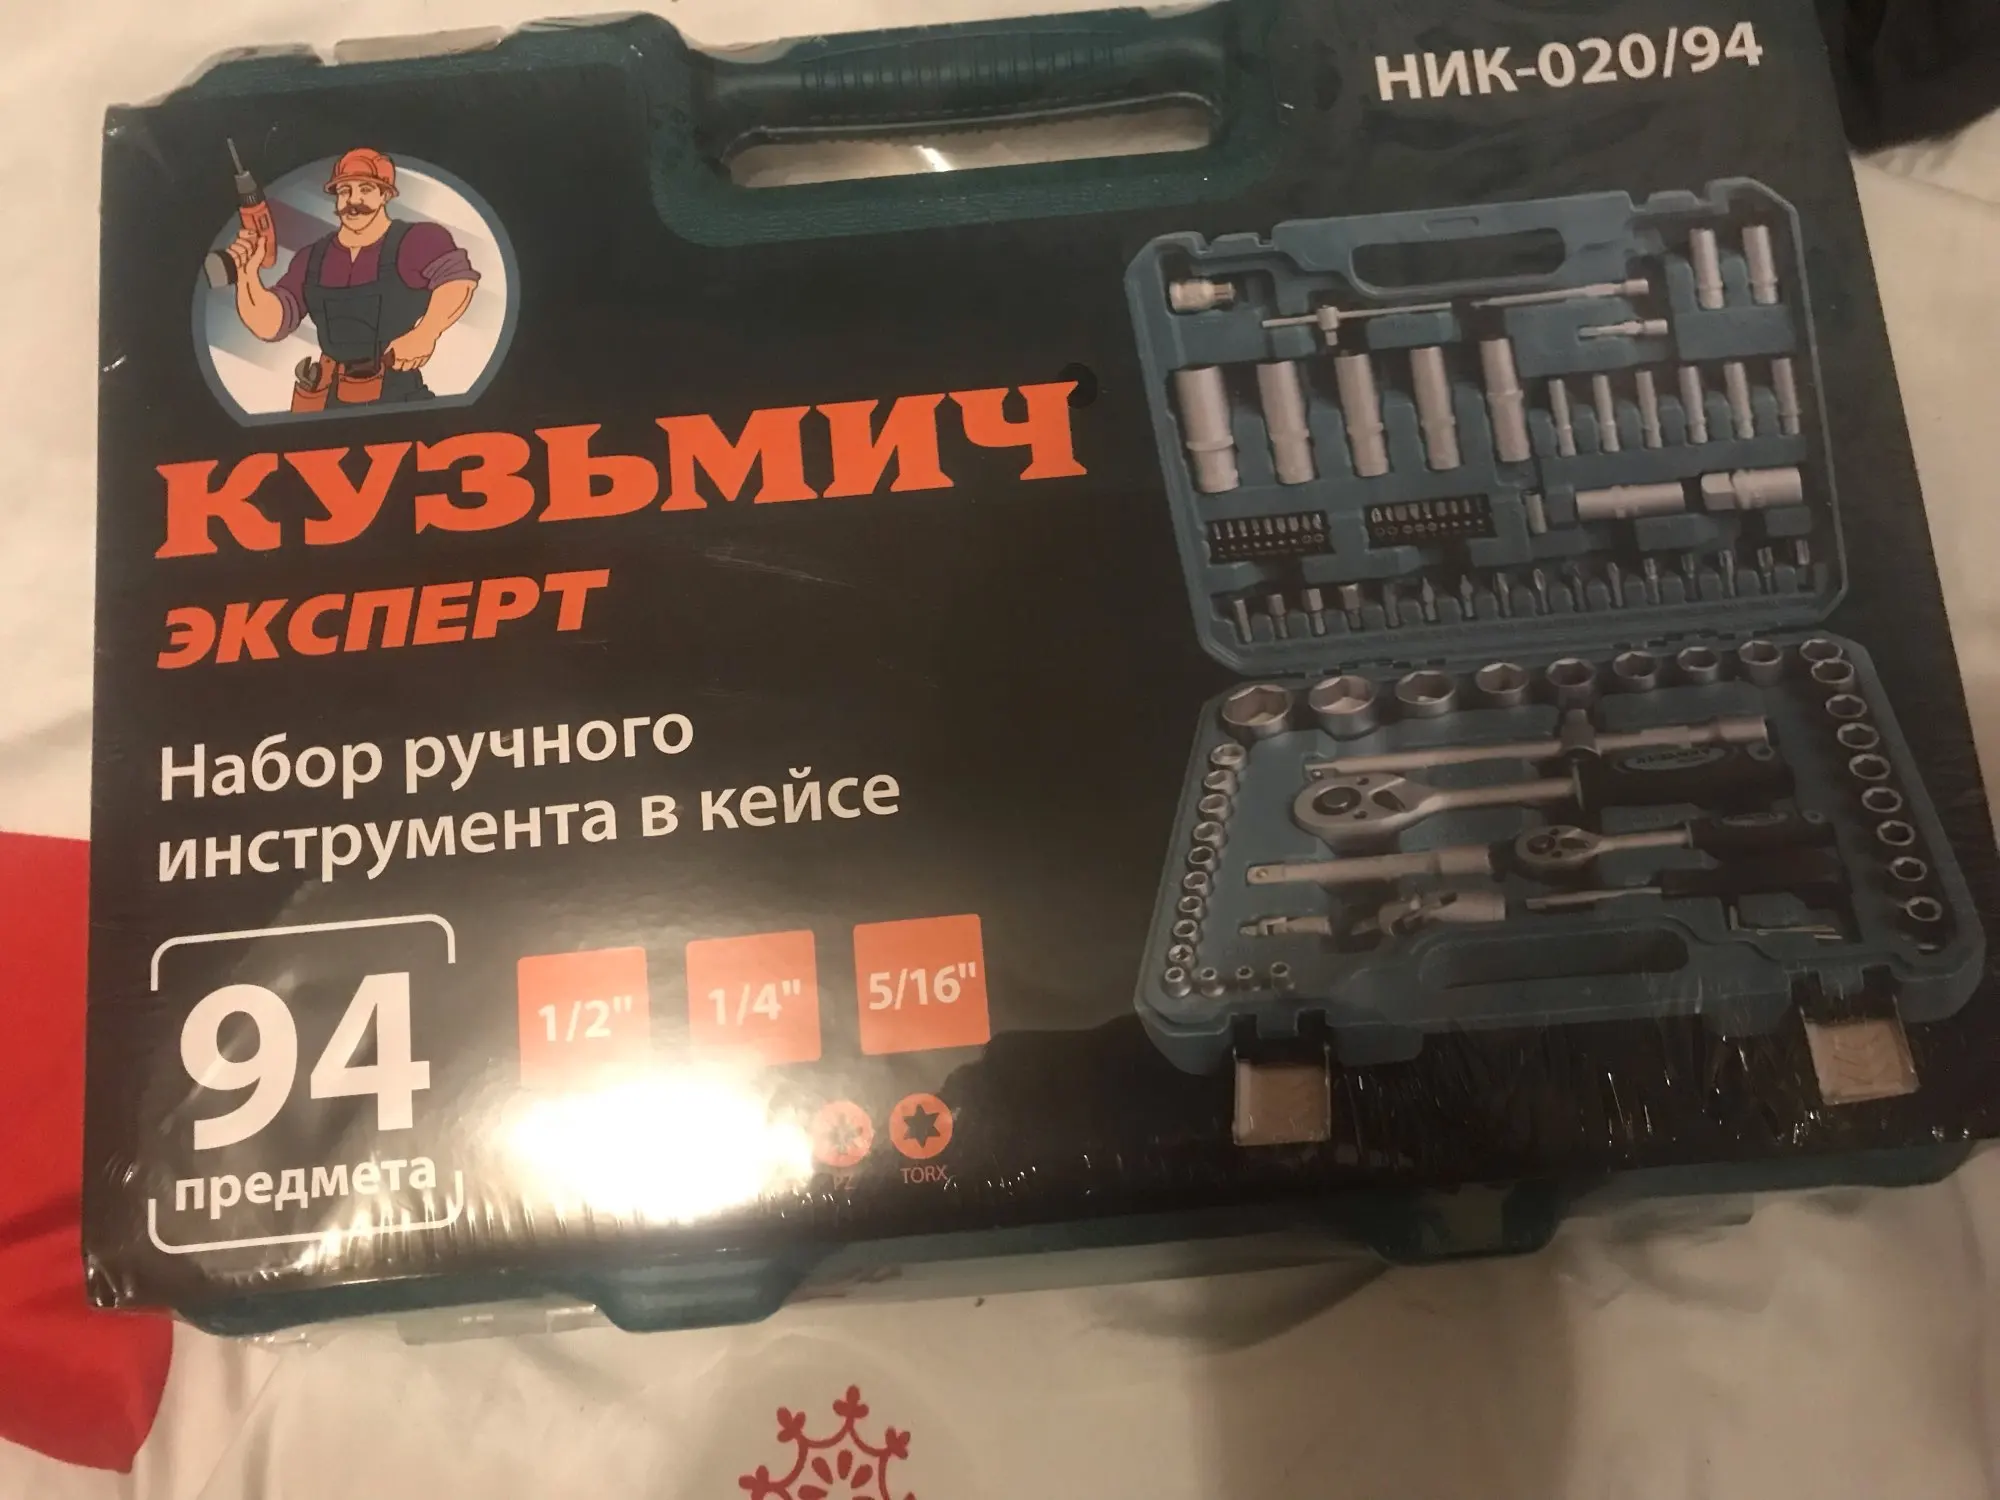 НИК-020/94
КУЗЬМИЧ
ЭКСПЕРТ
Набор ручного
инструмента в кейсе
94
предмета
1/2" 1/4" 5/16"
PZ TORX
КУЗЬМИЧ